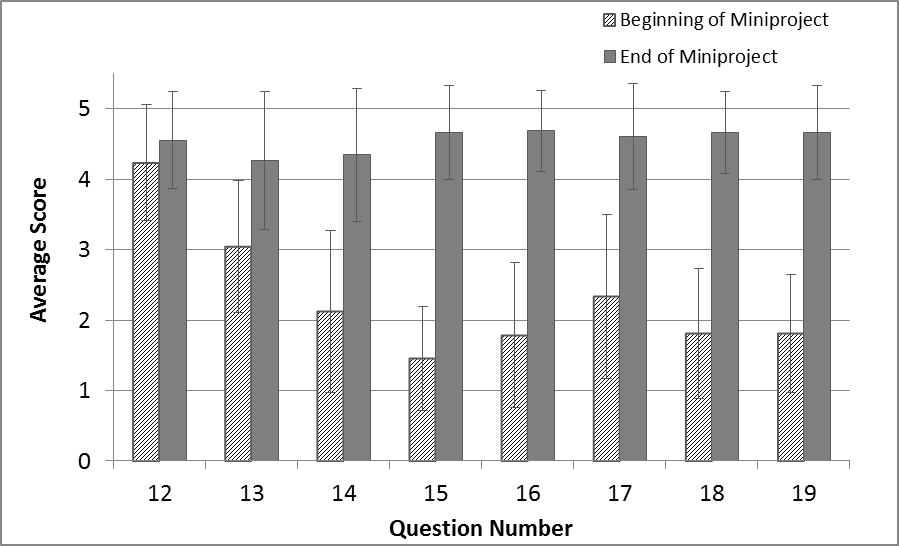 Beginning of Miniproject
End of Miniproject
5
4
3
2
1
0
Average Score
12 13 14 15 16 17 18 19
Question Number